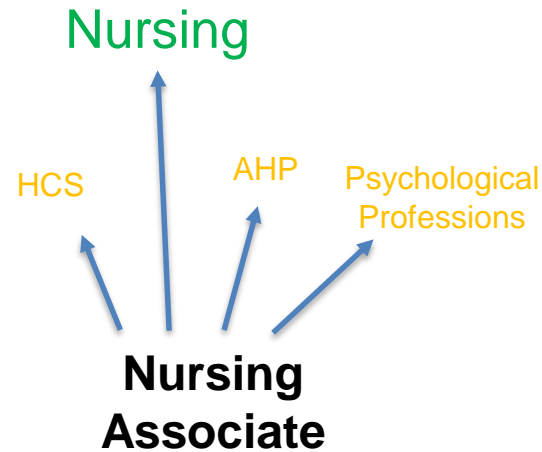 Nursing
HCS
AHP
Psychological
Professions
Nursing
Associate